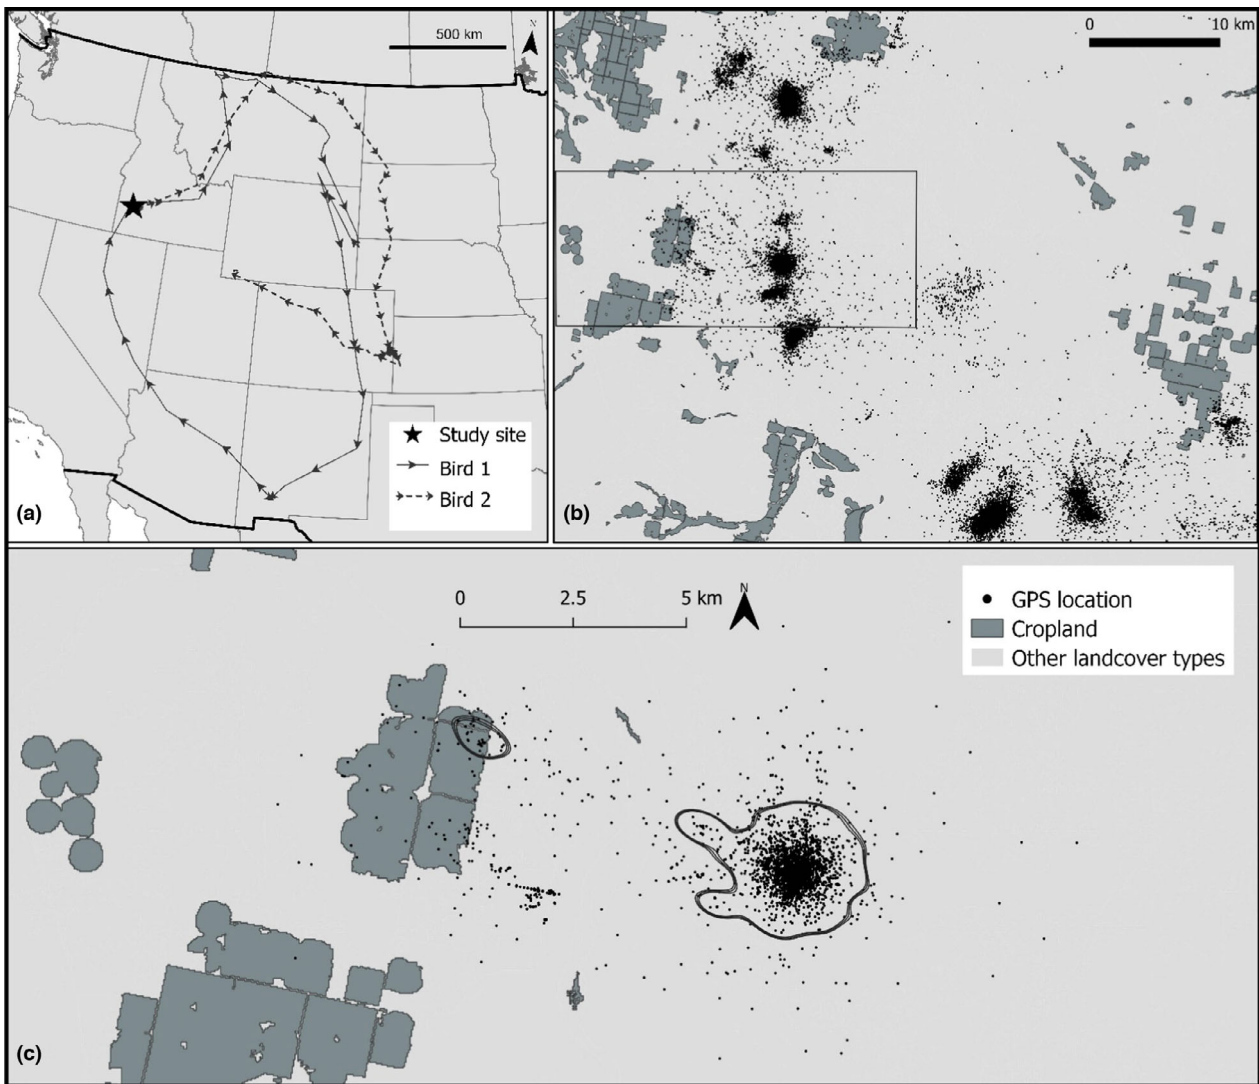 500 km
N
Study site
Bird 1
Bird 2
(a)
0 10 km
(b)
0 2.5 5 km
N
GPS location
Cropland
Other landcover types
(c)